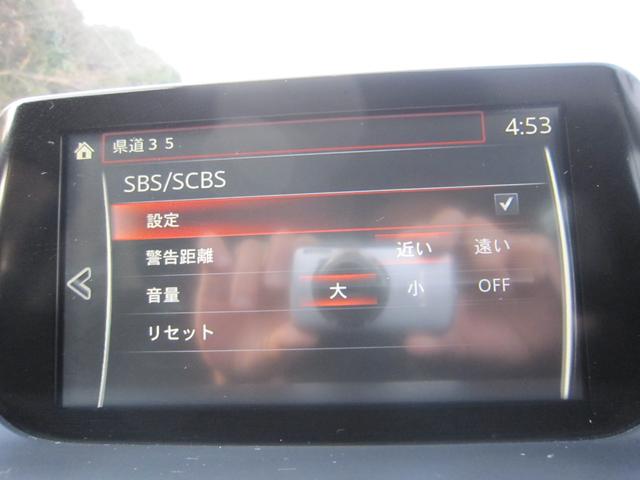 県道３５ 4:53
SBS/SCBS
設定
警告距離 近い 遠い
音量 大 小 OFF
リセット